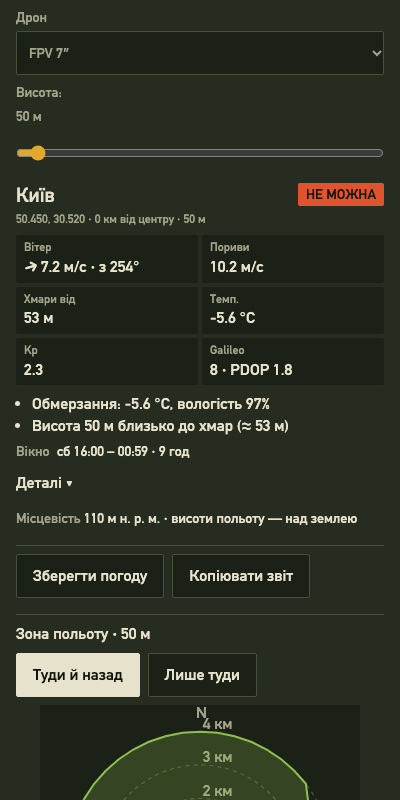 Дрон
FPV 7″
Висота:
50 м
Київ
НЕ МОЖНА
50.450, 30.520 · 0 км від центру · 50 м
Вітер
7.2 м/с · з 254°
Пориви
10.2 м/с
Хмари від
53 м
Темп.
-5.6 °C
Kp
2.3
Galileo
8 · PDOP 1.8
• Обмерзання: -5.6 °C, вологість 97%
• Висота 50 м близько до хмар (≈ 53 м)
Вікно сб 16:00 – 00:59 · 9 год
Деталі ▾
Місцевість 110 м н. р. м. · висоти польоту — над землею
Зберегти погоду
Копіювати звіт
Зона польоту · 50 м
Туди й назад
Лише туди
N
4 км
3 км
2 км